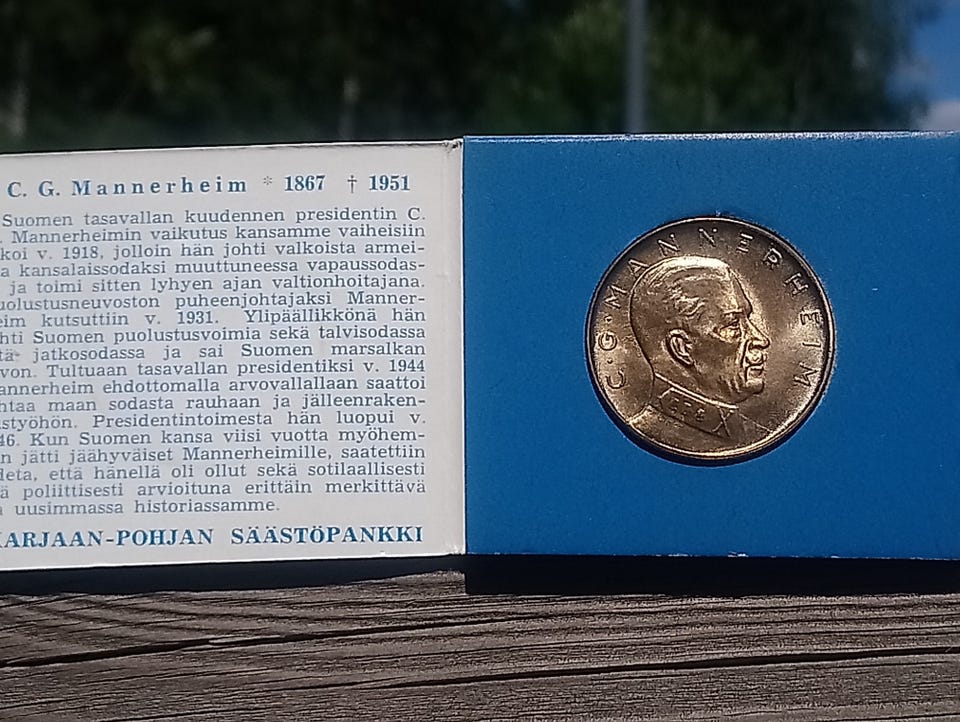 C. G. Mannerheim * 1867 † 1951
Suomen tasavallan kuudennen presidentin C.
. Mannerheimin vaikutus kansamme vaiheisiin
koi v. 1918, jolloin hän johti valkoista armei-
a kansalaissodaksi muuttuneessa vapaussodas-
ja toimi sitten lyhyen ajan valtionhoitajana.
uolustusneuvoston puheenjohtajaksi Manner-
eim kutsuttiin v. 1931. Ylipäällikkönä hän
hti Suomen puolustusvoimia sekä talvisodassa
tä jatkosodassa ja sai Suomen marsalkan
von. Tultuaan tasavallan presidentiksi v. 1944
annerheim ehdottomalla arvovallallaan saattoi
htaa maan sodasta rauhaan ja jälleenraken-
styöhön. Presidentintoimesta hän luopui v.
46. Kun Suomen kansa viisi vuotta myöhem-
n jätti jäähyväiset Mannerheimille, saatettiin
deta, että hänellä oli ollut sekä sotilaallisesti
ä poliittisesti arvioituna erittäin merkittävä
a uusimmassa historiassamme.
KARJAAN-POHJAN SÄÄSTÖPANKKI
C·G·MANNERHEIM